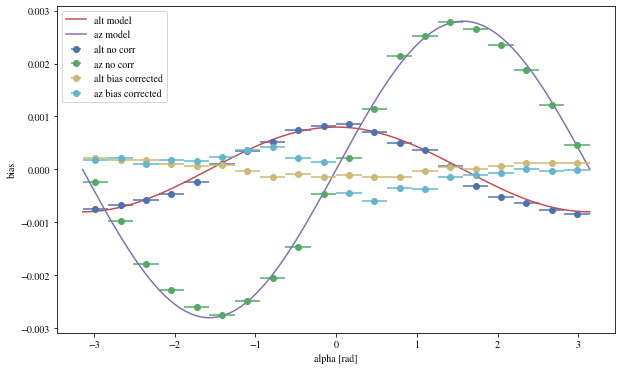 0.003
0.002
0.001
0.000
−0.001
−0.002
−0.003
bias
alt model
az model
alt no corr
az no corr
alt bias corrected
az bias corrected
−3 −2 −1 0 1 2 3
alpha [rad]